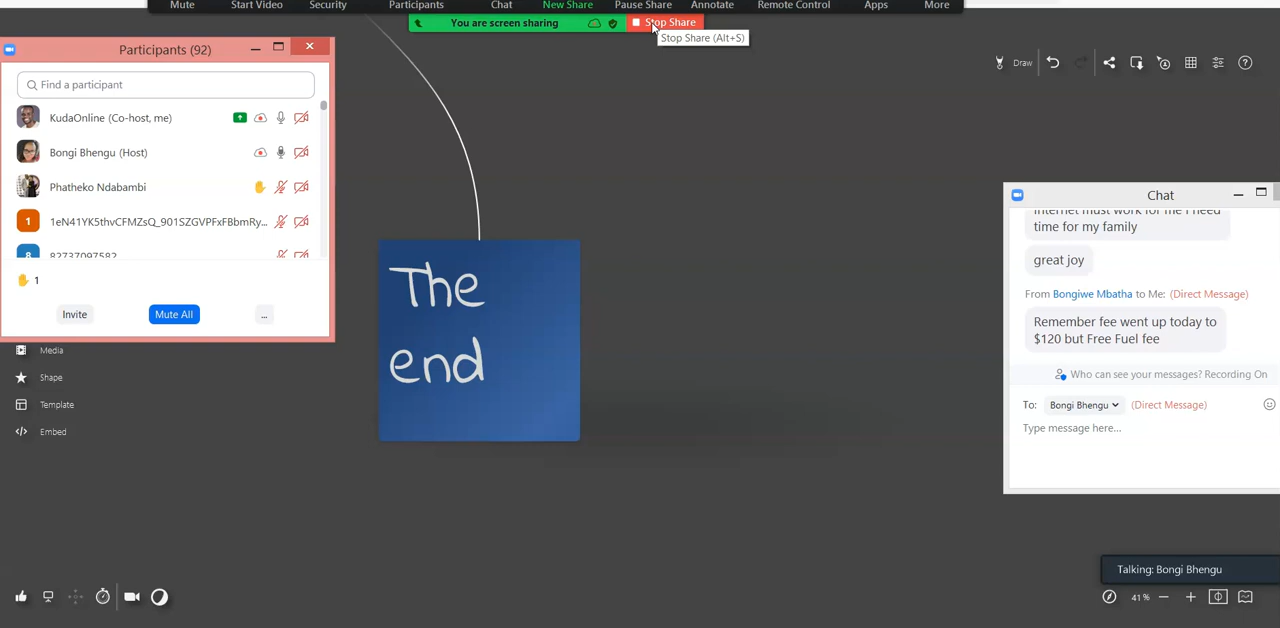 Mute Start Video Security Participants Chat New Share Pause Share Annotate Remote Control Apps More
You are screen sharing Stop Share
Stop Share (Alt+S)
Participants (92)
Find a participant
KudaOnline (Co-host, me)
Bongi Bhengu (Host)
Phatheko Ndabambi
1 1eN41YK5thvCFMZsQ_901SZGVPFxFBbmRy...
8 82737097582
1
Invite Mute All ...
Media
Shape
Template
Embed
The
end
Draw
Chat
internet must work for me I need
time for my family
great joy
From Bongiwe Mbatha to Me: (Direct Message)
Remember fee went up today to
$120 but Free Fuel fee
Who can see your messages? Recording On
To: Bongi Bhengu (Direct Message)
Type message here...
Talking: Bongi Bhengu
41%